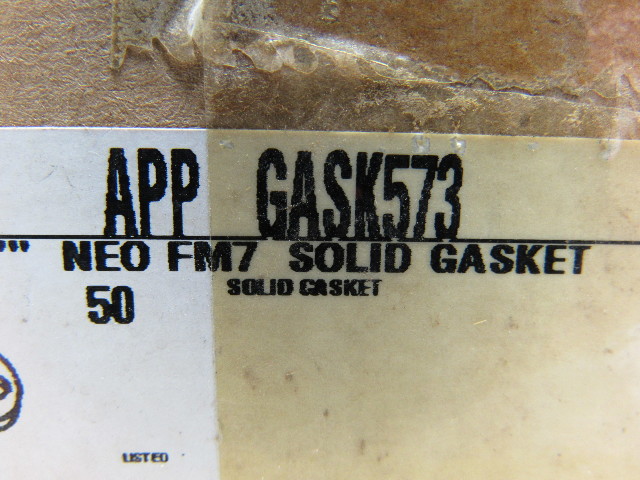 APP GASK573
"" NEO FM7 SOLID GASKET
50 SOLID GASKET
LISTED